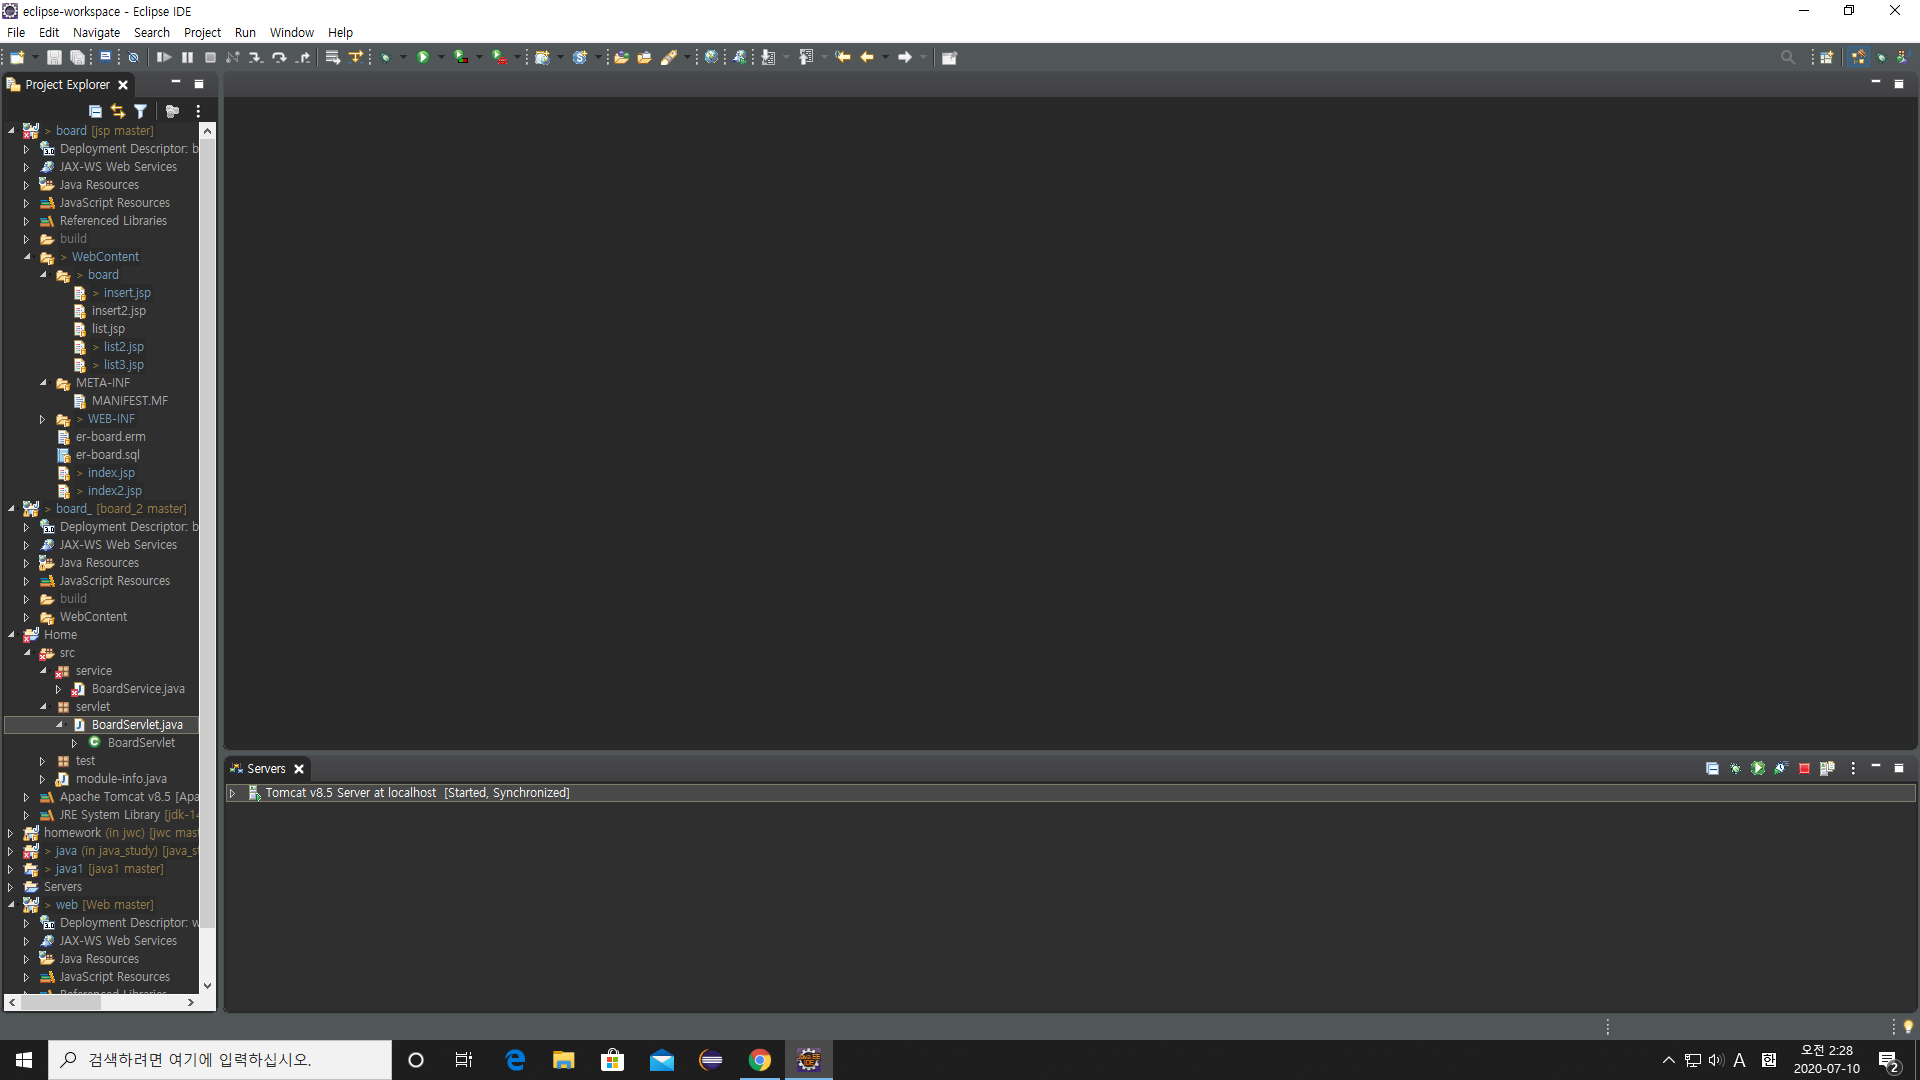 eclipse-workspace - Eclipse IDE
File Edit Navigate Search Project Run Window Help
Project Explorer
> board [jsp master]
Deployment Descriptor: b
JAX-WS Web Services
Java Resources
JavaScript Resources
Referenced Libraries
build
> WebContent
> board
> insert.jsp
insert2.jsp
list.jsp
> list2.jsp
> list3.jsp
META-INF
MANIFEST.MF
> WEB-INF
er-board.erm
er-board.sql
> index.jsp
> index2.jsp
> board_ [board_2 master]
Deployment Descriptor: b
JAX-WS Web Services
Java Resources
JavaScript Resources
build
WebContent
Home
src
service
BoardService.java
servlet
BoardServlet.java
BoardServlet
test
module-info.java
Apache Tomcat v8.5 [Apa
JRE System Library [jdk-14
homework (in jwc) [jwc mast
> java (in java_study) [java_st
> java1 [java1 master]
Servers
> web [Web master]
Deployment Descriptor: w
JAX-WS Web Services
Java Resources
JavaScript Resources
Referenced Libraries
Servers
Tomcat v8.5 Server at localhost [Started, Synchronized]
검색하려면 여기에 입력하십시오.
A
한
오전 2:28
2020-07-10
2